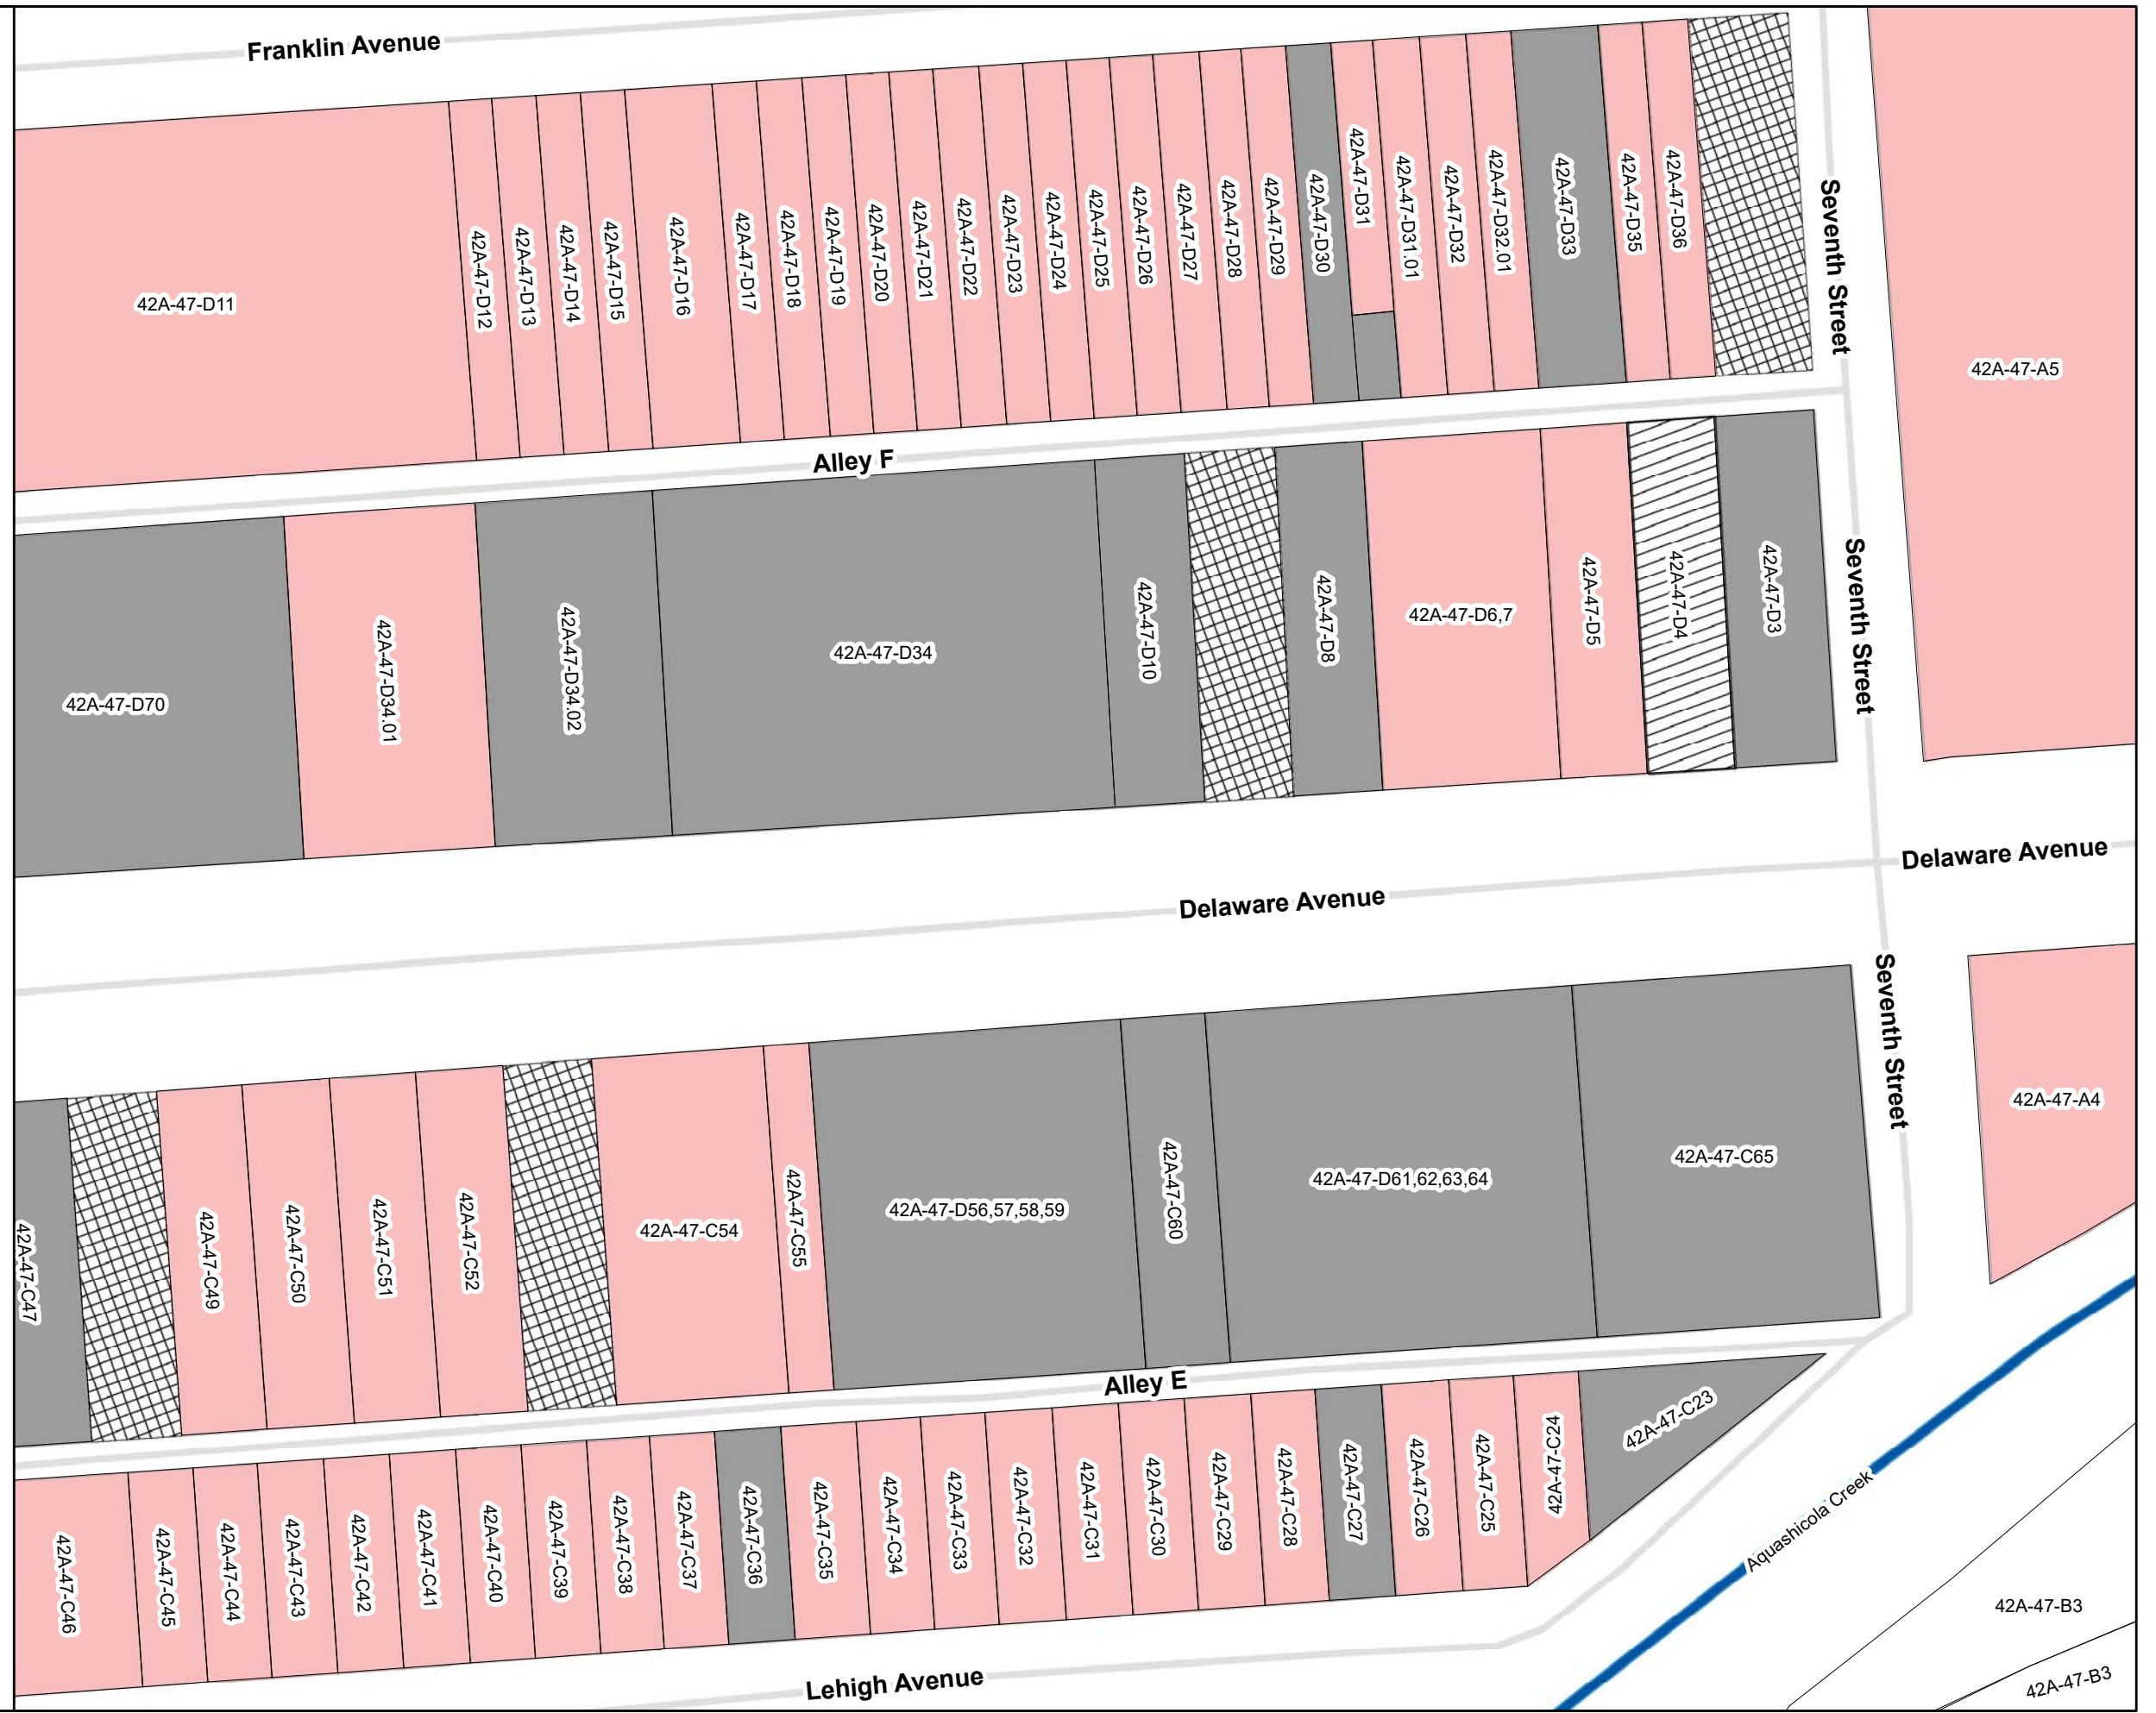 Franklin Avenue
42A-47-D11
42A-47-D12
42A-47-D13
42A-47-D14
42A-47-D15
42A-47-D16
42A-47-D17
42A-47-D18
42A-47-D19
42A-47-D20
42A-47-D21
42A-47-D22
42A-47-D23
42A-47-D24
42A-47-D25
42A-47-D26
42A-47-D27
42A-47-D28
42A-47-D29
42A-47-D30
42A-47-D31
42A-47-D31.01
42A-47-D32
42A-47-D32.01
42A-47-D33
42A-47-D35
42A-47-D36
Seventh Street
42A-47-A5
Alley F
42A-47-D70
42A-47-D34.01
42A-47-D34.02
42A-47-D34
42A-47-D10
42A-47-D8
42A-47-D6,7
42A-47-D5
42A-47-D4
42A-47-D3
Seventh Street
Delaware Avenue
Delaware Avenue
42A-47-C47
42A-47-C49
42A-47-C50
42A-47-C51
42A-47-C52
42A-47-C54
42A-47-C55
42A-47-D56,57,58,59
42A-47-C60
42A-47-D61,62,63,64
42A-47-C65
Seventh Street
42A-47-A4
Alley E
42A-47-C46
42A-47-C45
42A-47-C44
42A-47-C43
42A-47-C42
42A-47-C41
42A-47-C40
42A-47-C39
42A-47-C38
42A-47-C37
42A-47-C36
42A-47-C35
42A-47-C34
42A-47-C33
42A-47-C32
42A-47-C31
42A-47-C30
42A-47-C29
42A-47-C28
42A-47-C27
42A-47-C26
42A-47-C25
42A-47-C24
42A-47-C23
Aquashicola Creek
42A-47-B3
42A-47-B3
Lehigh Avenue